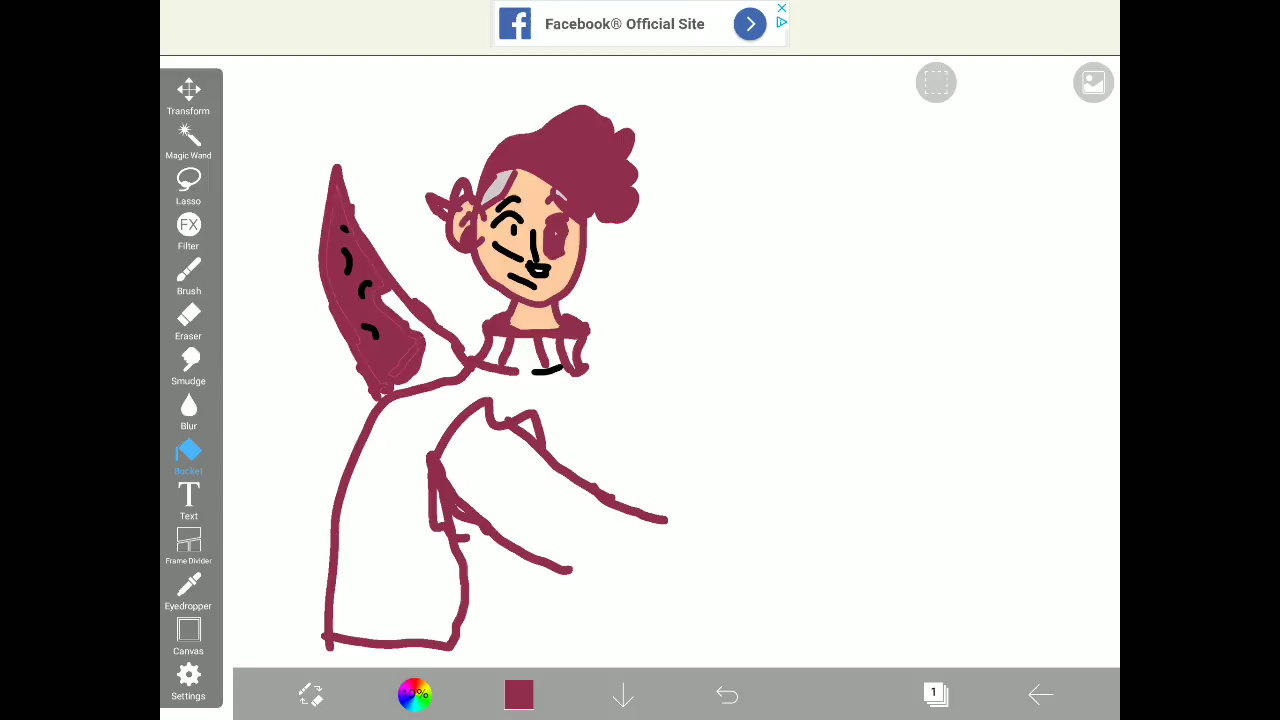 Facebook® Official Site
Transform
Magic Wand
Lasso
FX
Filter
Brush
Eraser
Smudge
Blur
Bucket
T
Text
Frame Divider
Eyedropper
Canvas
Settings
10%
1